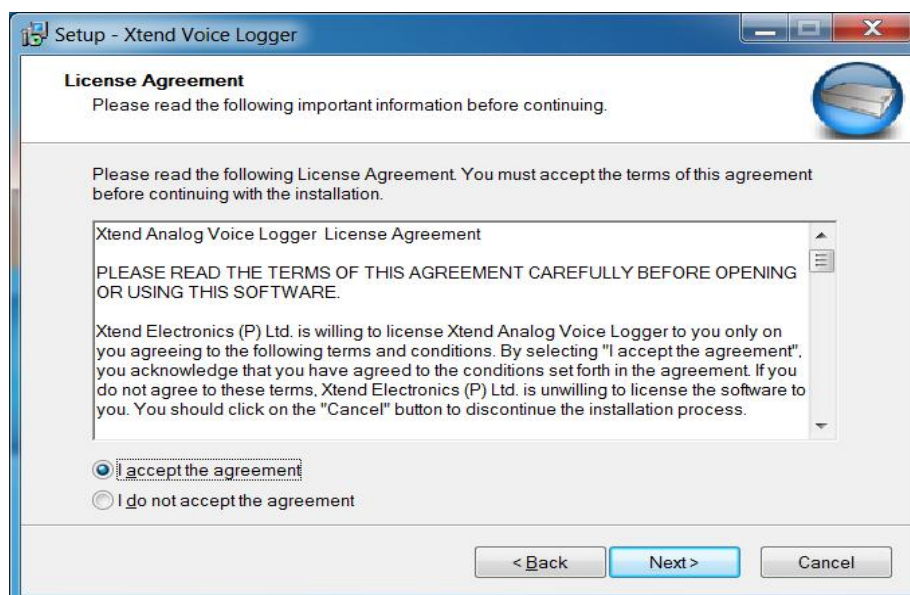 Setup - Xtend Voice Logger
License Agreement
Please read the following important information before continuing.
Please read the following License Agreement. You must accept the terms of this agreement
before continuing with the installation.
Xtend Analog Voice Logger License Agreement
PLEASE READ THE TERMS OF THIS AGREEMENT CAREFULLY BEFORE OPENING
OR USING THIS SOFTWARE.
Xtend Electronics (P) Ltd. is willing to license Xtend Analog Voice Logger to you only on
you agreeing to the following terms and conditions. By selecting "I accept the agreement",
you acknowledge that you have agreed to the conditions set forth in the agreement. If you
do not agree to these terms, Xtend Electronics (P) Ltd. is unwilling to license the software to
you. You should click on the "Cancel" button to discontinue the installation process.
I accept the agreement
I do not accept the agreement
< Back Next > Cancel